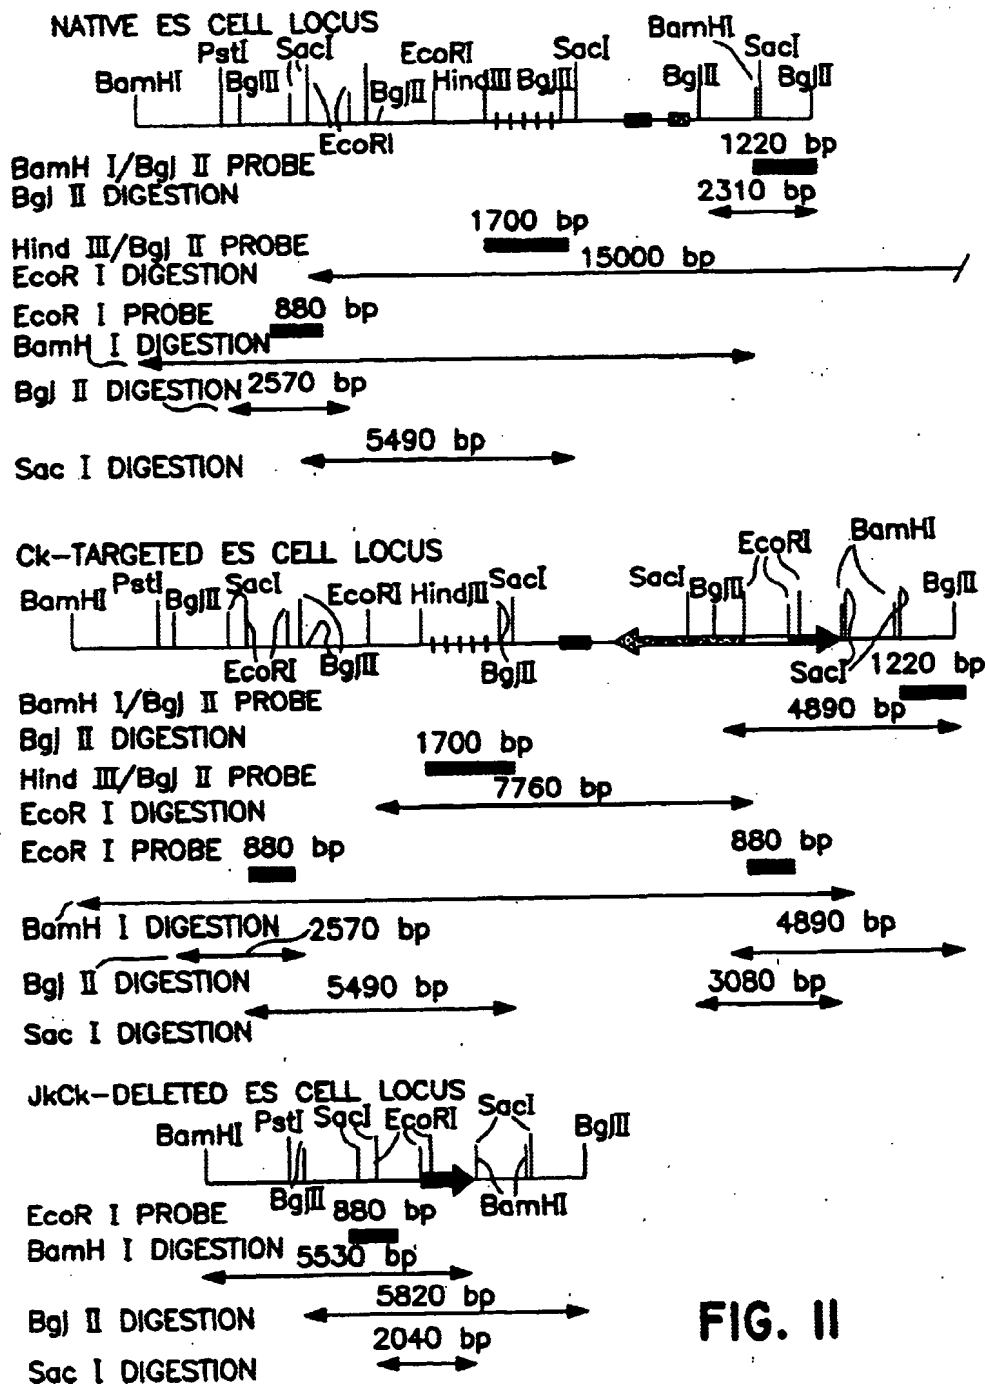 NATIVE ES CELL LOCUS
BamHI PstI BglII SacI BglII EcoRI HindIII BglII SacI BglII BamHI SacI BglII
EcoRI
1220 bp
BamH I/Bgl II PROBE
Bgl II DIGESTION 2310 bp
1700 bp
Hind III/Bgl II PROBE
EcoR I DIGESTION 15000 bp
EcoR I PROBE 880 bp
BamH I DIGESTION
Bgl II DIGESTION 2570 bp
5490 bp
Sac I DIGESTION
Ck-TARGETED ES CELL LOCUS
BamHI PstI BglII SacI EcoRI HindIII SacI SacI BglII EcoRI BamHI BglII
EcoRI BglII BglII SacI 1220 bp
BamH I/Bgl II PROBE 4890 bp
Bgl II DIGESTION
1700 bp
Hind III/Bgl II PROBE
7760 bp
EcoR I DIGESTION
EcoR I PROBE 880 bp 880 bp
BamH I DIGESTION 2570 bp 4890 bp
Bgl II DIGESTION 5490 bp 3080 bp
Sac I DIGESTION
JkCk-DELETED ES CELL LOCUS
BamHI PstI SacI EcoRI SacI BglII
BglII BamHI
EcoR I PROBE 880 bp
BamH I DIGESTION 5530 bp
5820 bp
Bgl II DIGESTION
2040 bp
Sac I DIGESTION
FIG. II